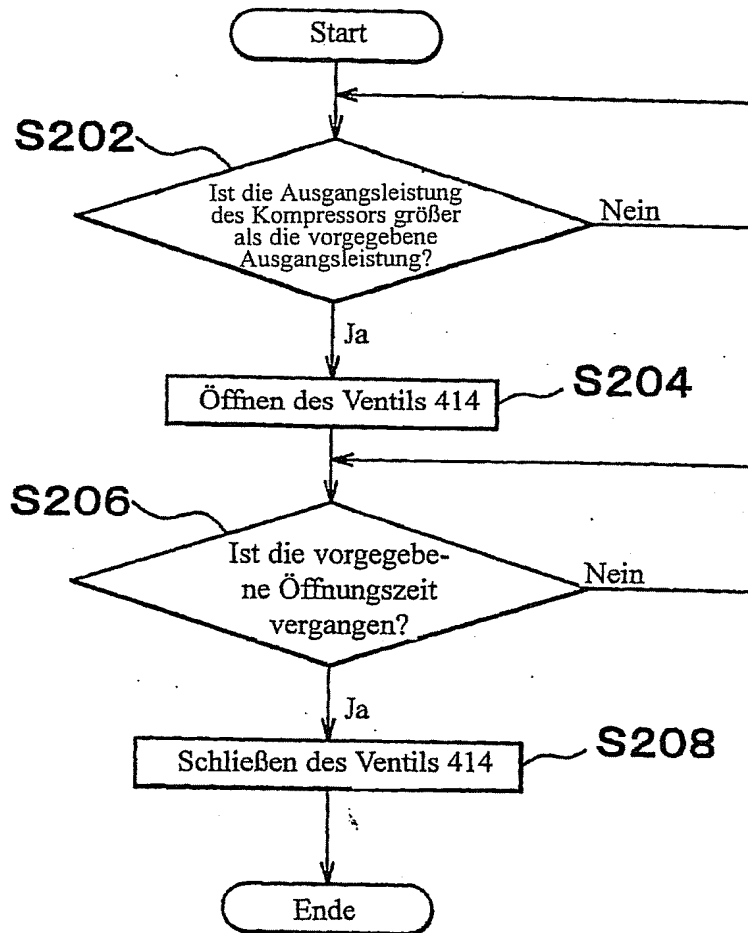 Start
S202
Ist die Ausgangsleistung
des Kompressors größer
als die vorgegebene
Ausgangsleistung?
Nein
Ja
Öffnen des Ventils 414
S204
S206
Ist die vorgegebe-
ne Öffnungszeit
vergangen?
Nein
Ja
Schließen des Ventils 414
S208
Ende